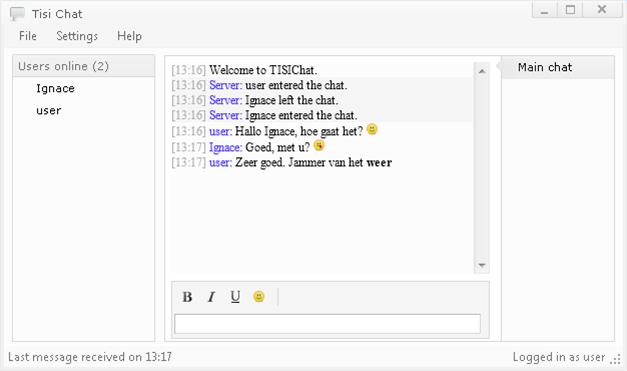 Tisi Chat
File Settings Help
Users online (2)
Ignace
user
[13:16] Welcome to TISIChat.
[13:16] Server: user entered the chat.
[13:16] Server: Ignace left the chat.
[13:16] Server: Ignace entered the chat.
[13:16] user: Hallo Ignace, hoe gaat het?
[13:17] Ignace: Goed, met u?
[13:17] user: Zeer goed. Jammer van het weer
B I U
Main chat
Last message received on 13:17
Logged in as user